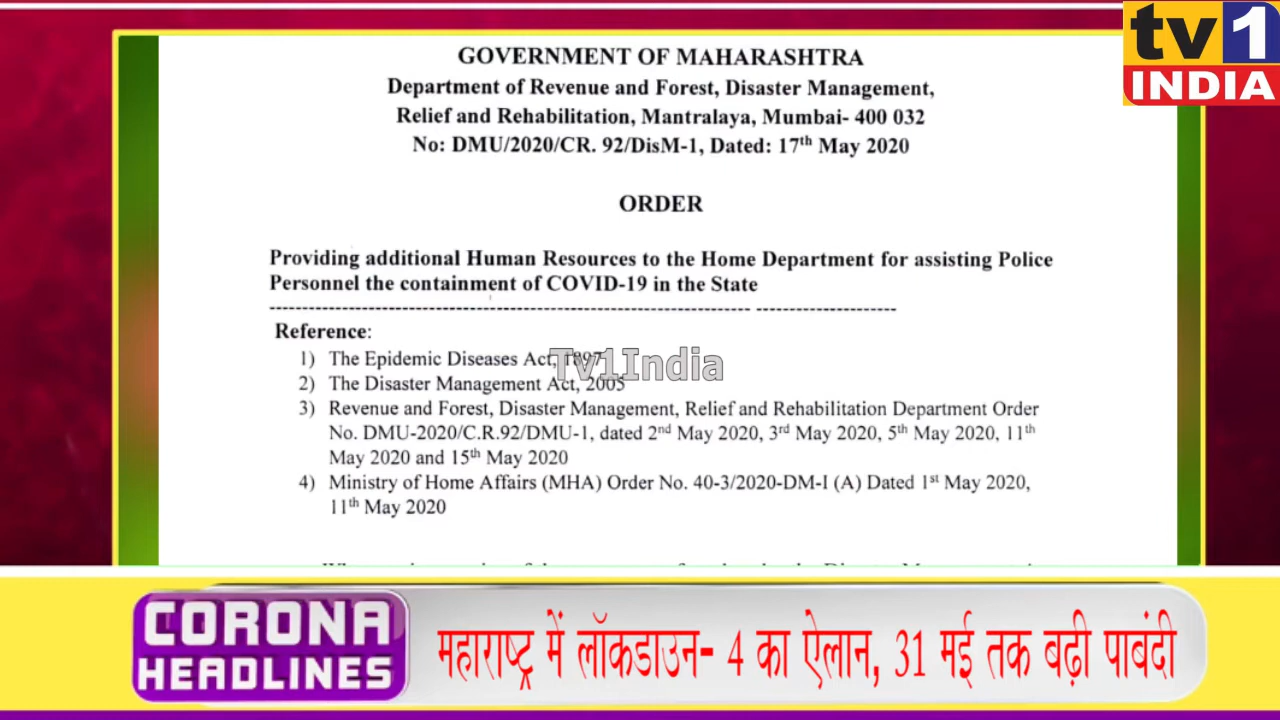 tv1
INDIA
GOVERNMENT OF MAHARASHTRA
Department of Revenue and Forest, Disaster Management,
Relief and Rehabilitation, Mantralaya, Mumbai- 400 032
No: DMU/2020/CR. 92/DisM-1, Dated: 17th May 2020
ORDER
Providing additional Human Resources to the Home Department for assisting Police
Personnel the containment of COVID-19 in the State
Reference:
1) The Epidemic Diseases Act, 1897
Tv1India
2) The Disaster Management Act, 2005
3) Revenue and Forest, Disaster Management, Relief and Rehabilitation Department Order
No. DMU-2020/C.R.92/DMU-1, dated 2nd May 2020, 3rd May 2020, 5th May 2020, 11th
May 2020 and 15th May 2020
4) Ministry of Home Affairs (MHA) Order No. 40-3/2020-DM-I (A) Dated 1st May 2020,
11th May 2020
CORONA
HEADLINES
महाराष्ट्र में लॉकडाउन- 4 का ऐलान, 31 मई तक बढ़ी पाबंदी